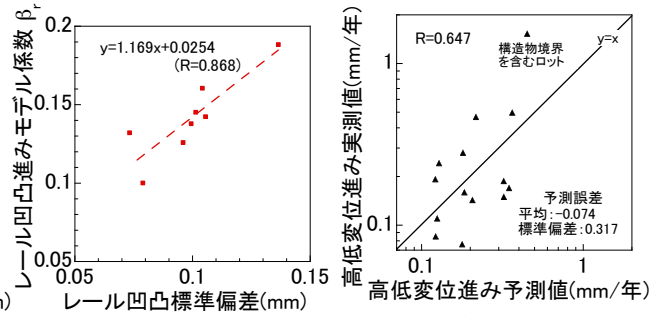 レール凹凸進みモデル係数 βr
0.2
0.15
0.1
0.05
y=1.169x+0.0254
(R=0.868)
0.05
0.1
0.15
レール凹凸標準偏差(mm)
高低変位進み実測値(mm/年)
1
0.1
R=0.647
構造物境界
を含むロット
y=x
予測誤差
平均:-0.074
標準偏差:0.317
0.1
1
高低変位進み予測値(mm/年)